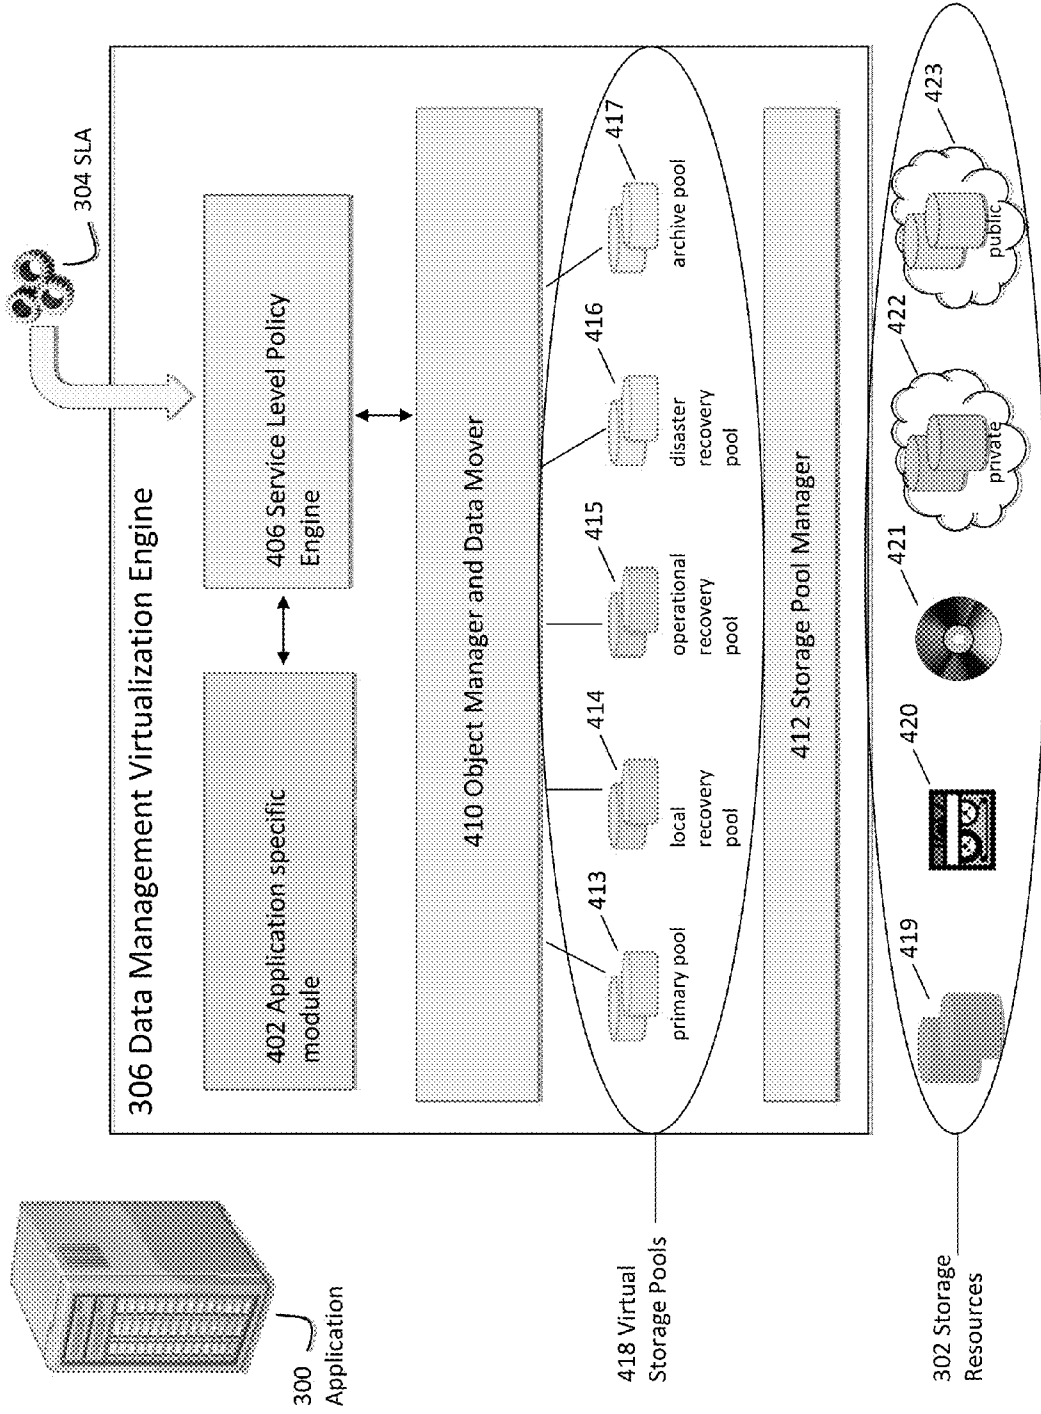 304 SLA
306 Data Management Virtualization Engine
300
Application
402 Application specific
module
406 Service Level Policy
Engine
410 Object Manager and Data Mover
413
414
415
416
417
primary pool
local
recovery
pool
operational
recovery
pool
disaster
recovery
pool
archive pool
418 Virtual
Storage Pools
412 Storage Pool Manager
419
420
421
422
423
private
public
302 Storage
Resources